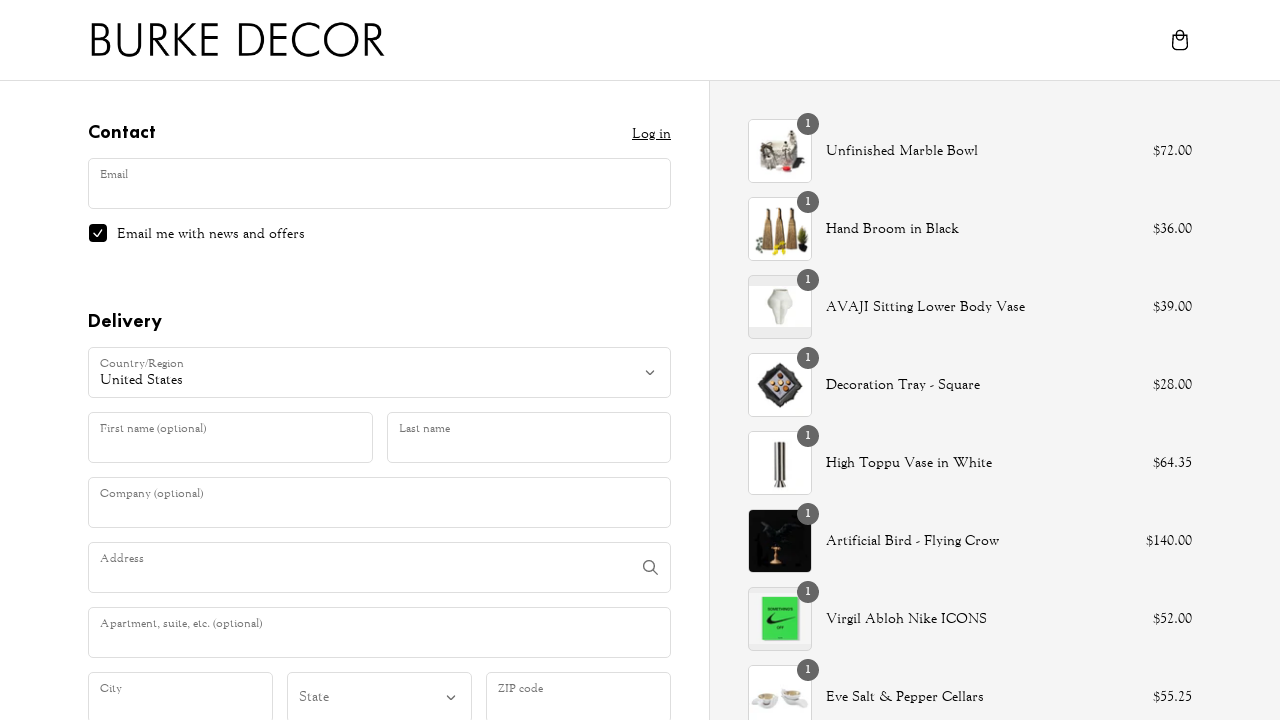 BURKE DECOR
Contact
Log in
Email
Email me with news and offers
Delivery
Country/Region
United States
First name (optional)
Last name
Company (optional)
Address
Apartment, suite, etc. (optional)
City
State
ZIP code
1
Unfinished Marble Bowl
$72.00
1
Hand Broom in Black
$36.00
1
AVAJI Sitting Lower Body Vase
$39.00
1
Decoration Tray - Square
$28.00
1
High Toppu Vase in White
$64.35
1
Artificial Bird - Flying Crow
$140.00
1
Virgil Abloh Nike ICONS
$52.00
1
Eve Salt & Pepper Cellars
$55.25